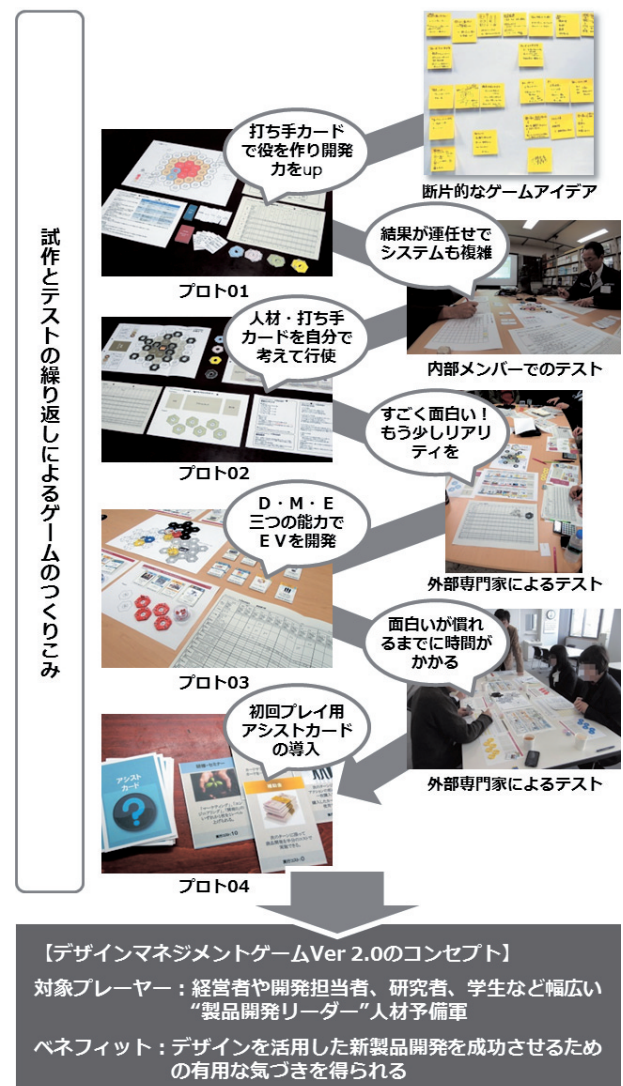 試作とテストの繰り返しによるゲームのつくりこみ
断片的なゲームアイデア
打ち手カード
で役を作り開発
力をup
プロト01
結果が運任せで
システムも複雑
内部メンバーでのテスト
人材・打ち手
カードを自分で
考えて行使
プロト02
すごく面白い！
もう少しリアリ
ティを
外部専門家によるテスト
D・M・E
三つの能力で
EVを開発
プロト03
面白いが慣れ
るまでに時間が
かかる
外部専門家によるテスト
初回プレイ用
アシストカード
の導入
アシスト
カード
?
プロト04
【デザインマネジメントゲームVer 2.0のコンセプト】
対象プレーヤー：経営者や開発担当者、研究者、学生など幅広い
“製品開発リーダー”人材予備軍
ベネフィット：デザインを活用した新製品開発を成功させるため
の有用な気づきを得られる